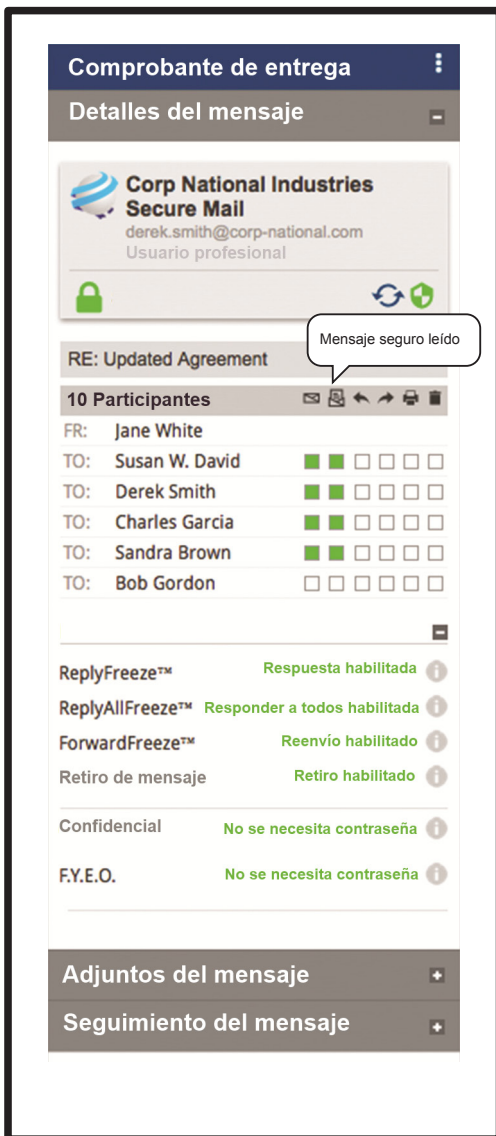 Comprobante de entrega
Detalles del mensaje
Corp National Industries
Secure Mail
derek.smith@corp-national.com
Usuario profesional
Mensaje seguro leído
RE: Updated Agreement
10 Participantes
FR: Jane White
TO: Susan W. David
TO: Derek Smith
TO: Charles Garcia
TO: Sandra Brown
TO: Bob Gordon
ReplyFreeze™ Respuesta habilitada
ReplyAllFreeze™ Responder a todos habilitada
ForwardFreeze™ Reenvío habilitado
Retiro de mensaje Retiro habilitado
Confidencial No se necesita contraseña
F.Y.E.O. No se necesita contraseña
Adjuntos del mensaje
Seguimiento del mensaje